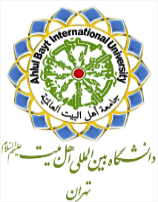 Ahlul Bayt International University
جامعة اهل البيت العالمية
دانشگاه بین‌المللی اهل بیت علیهم السلام
تهران